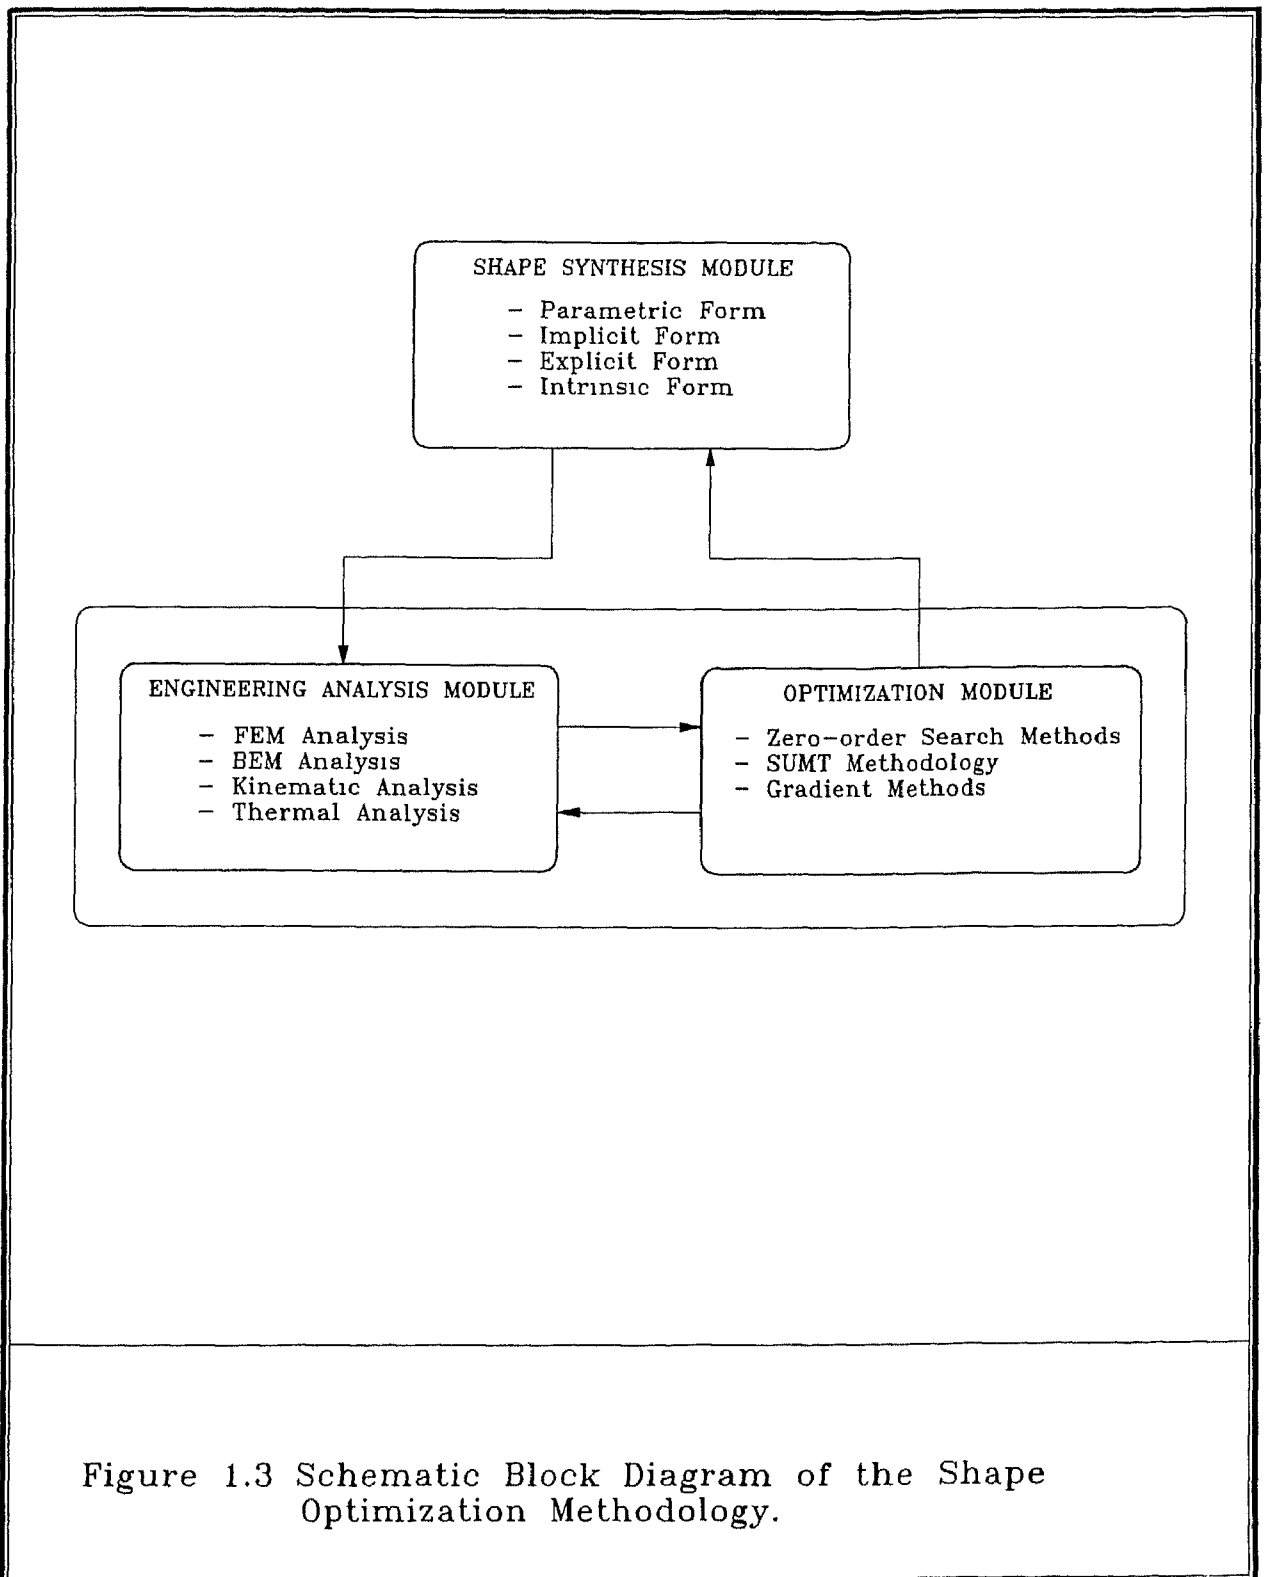 SHAPE SYNTHESIS MODULE
– Parametric Form
– Implicit Form
– Explicit Form
– Intrinsic Form
ENGINEERING ANALYSIS MODULE
– FEM Analysis
– BEM Analysis
– Kinematic Analysis
– Thermal Analysis
OPTIMIZATION MODULE
– Zero-order Search Methods
– SUMT Methodology
– Gradient Methods
Figure 1.3 Schematic Block Diagram of the Shape
Optimization Methodology.